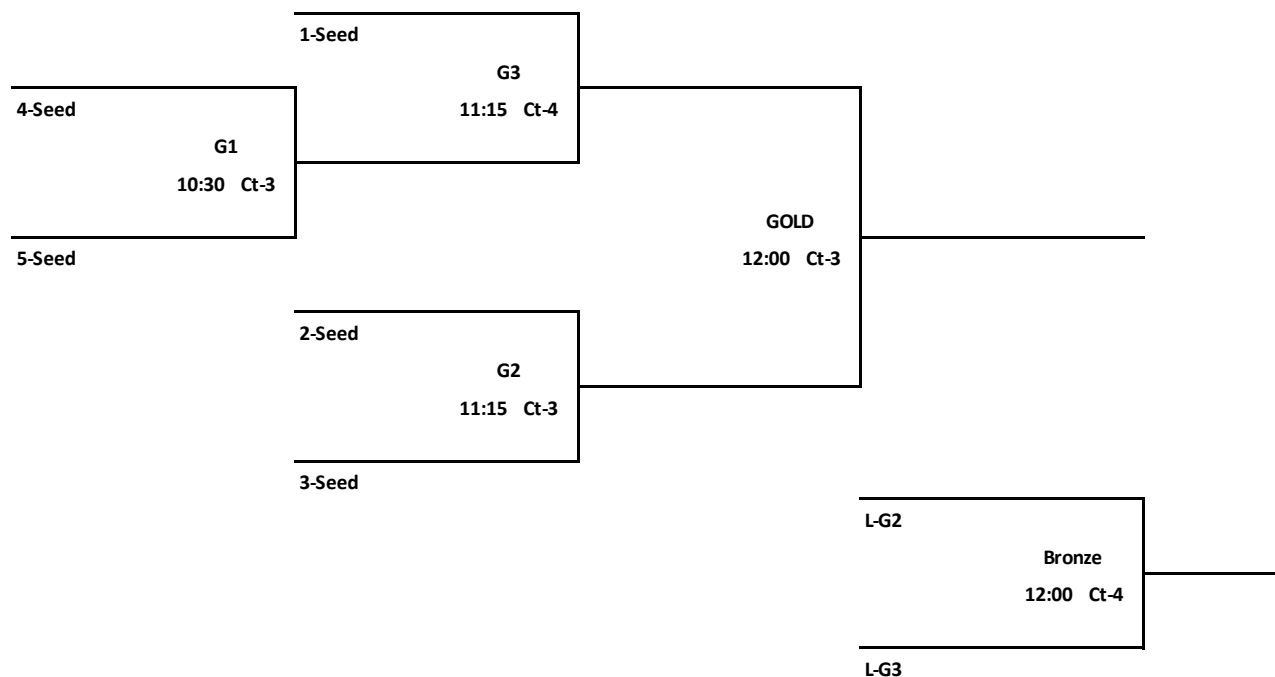 1-Seed
G3
4-Seed
11:15 Ct-4
G1
10:30 Ct-3
GOLD
5-Seed
12:00 Ct-3
2-Seed
G2
11:15 Ct-3
3-Seed
L-G2
Bronze
12:00 Ct-4
L-G3